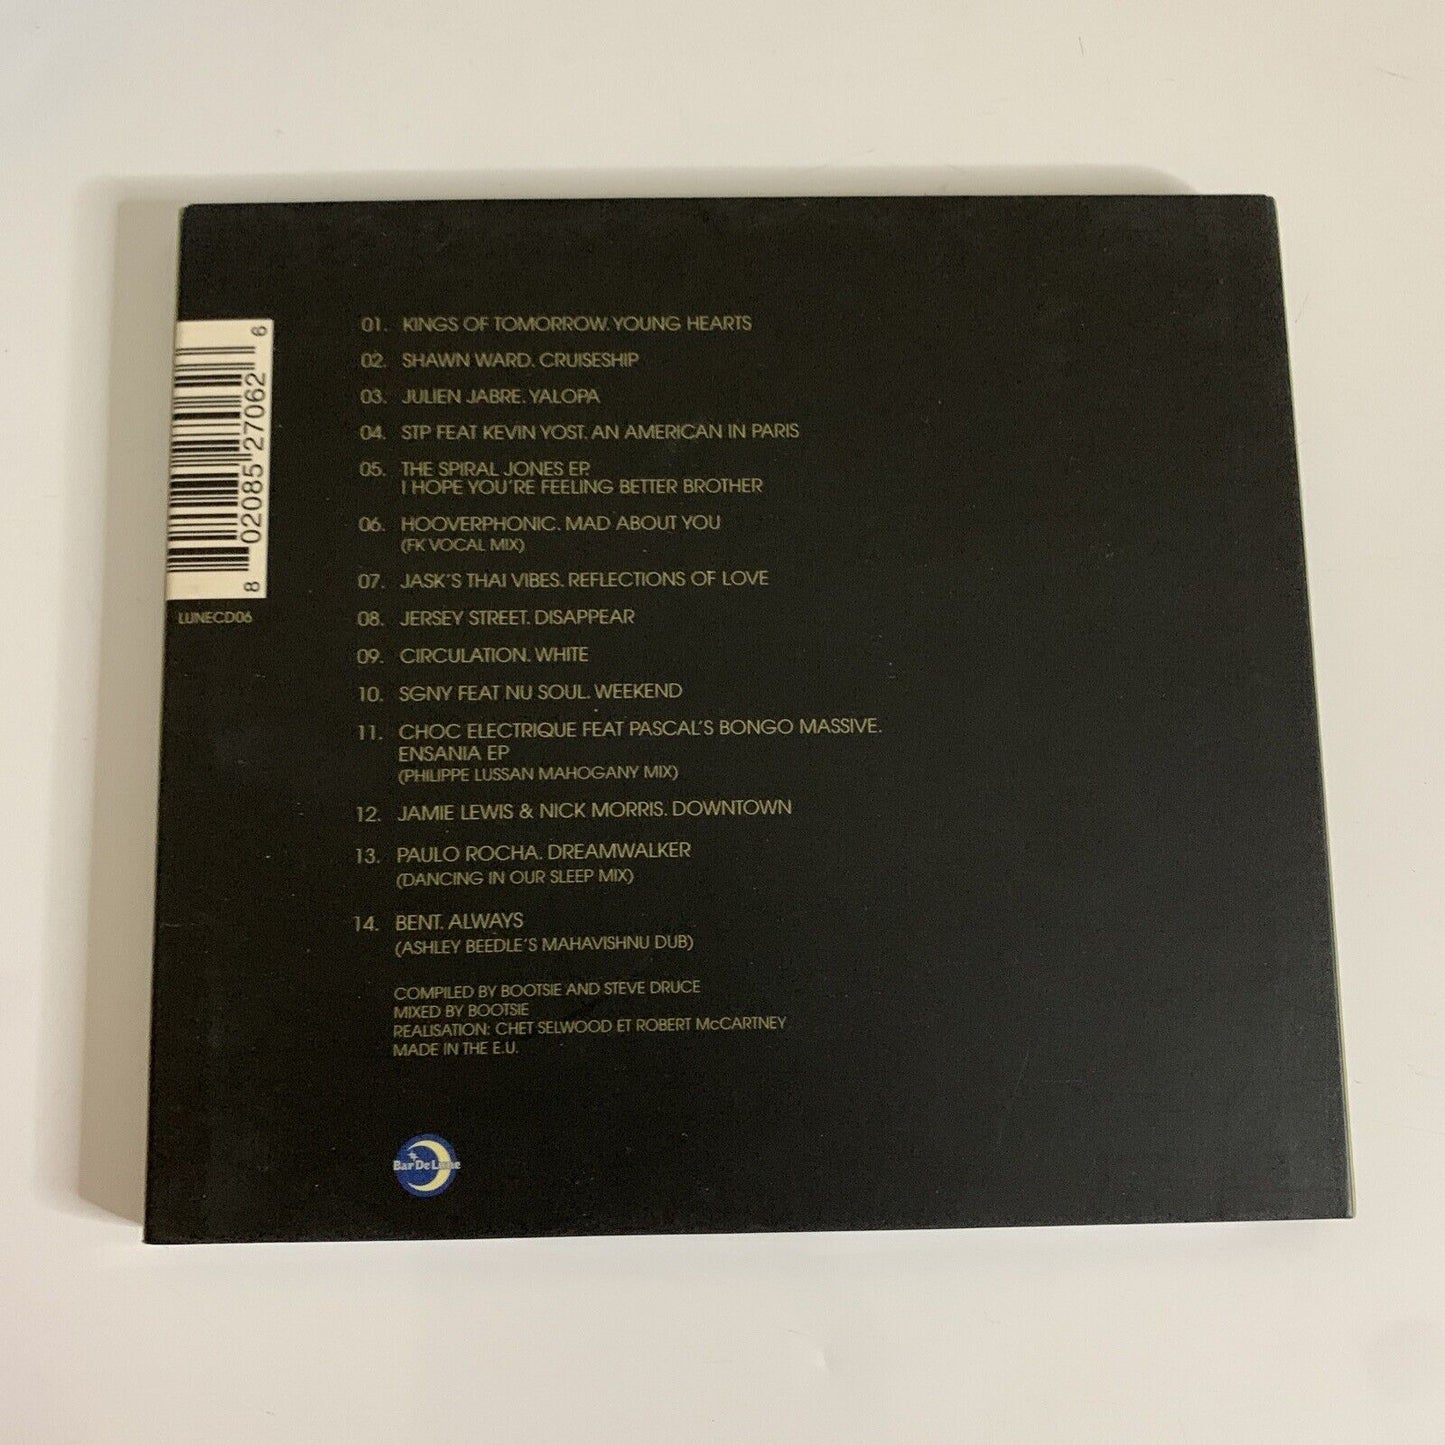 01. KINGS OF TOMORROW. YOUNG HEARTS
02. SHAWN WARD. CRUISESHIP
03. JULIEN JABRE. YALOPA
04. STP FEAT KEVIN YOST. AN AMERICAN IN PARIS
05. THE SPIRAL JONES EP.
I HOPE YOU'RE FEELING BETTER BROTHER
06. HOOVERPHONIC. MAD ABOUT YOU
(FK VOCAL MIX)
07. JASK'S THAI VIBES. REFLECTIONS OF LOVE
08. JERSEY STREET. DISAPPEAR
09. CIRCULATION. WHITE
10. SGNY FEAT NU SOUL. WEEKEND
11. CHOC ELECTRIQUE FEAT PASCAL'S BONGO MASSIVE.
ENSANIA EP
(PHILIPPE LUSSAN MAHOGANY MIX)
12. JAMIE LEWIS & NICK MORRIS. DOWNTOWN
13. PAULO ROCHA. DREAMWALKER
(DANCING IN OUR SLEEP MIX)
14. BENT. ALWAYS
(ASHLEY BEEDLE'S MAHAVISHNU DUB)
COMPILED BY BOOTSIE AND STEVE DRUCE
MIXED BY BOOTSIE
REALISATION: CHET SELWOOD ET ROBERT McCARTNEY
MADE IN THE E.U.
8 02085 27062 6
LUNECD06
Bar De Lune